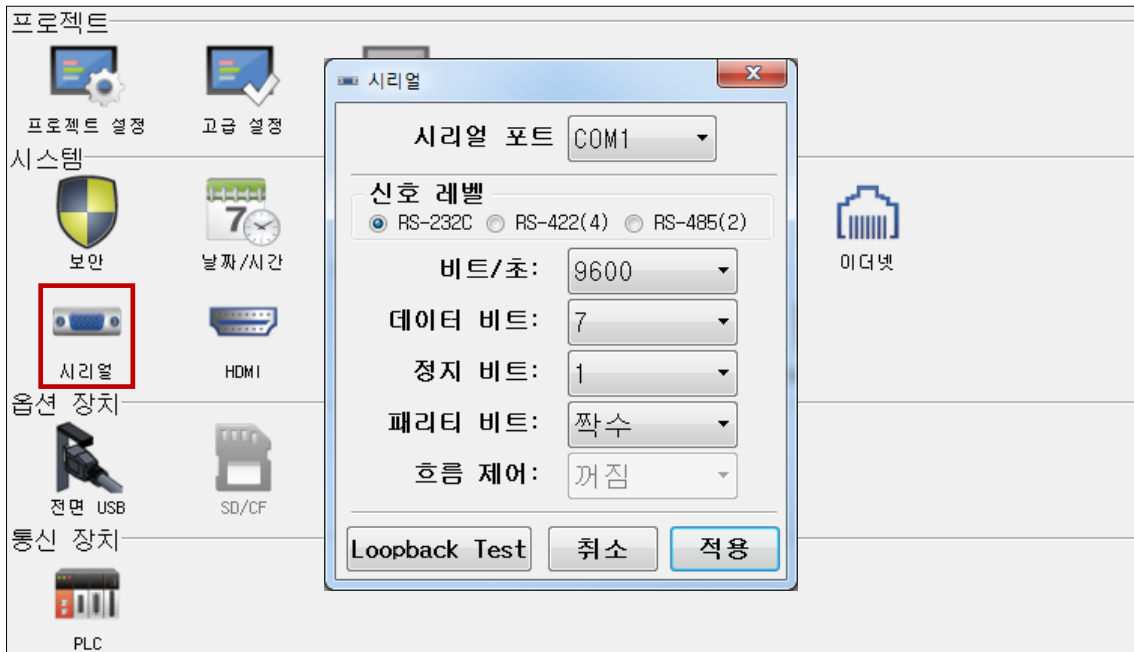 프로젝트
프로젝트 설정
고급 설정
시스템
보안
날짜/시간
7
이더넷
시리얼
HDMI
옵션 장치
전면 USB
SD/CF
통신 장치
PLC
시리얼
시리얼 포트 COM1
신호 레벨
RS-232C RS-422(4) RS-485(2)
비트/초: 9600
데이터 비트: 7
정지 비트: 1
패리티 비트: 짝수
흐름 제어: 꺼짐
Loopback Test 취소 적용